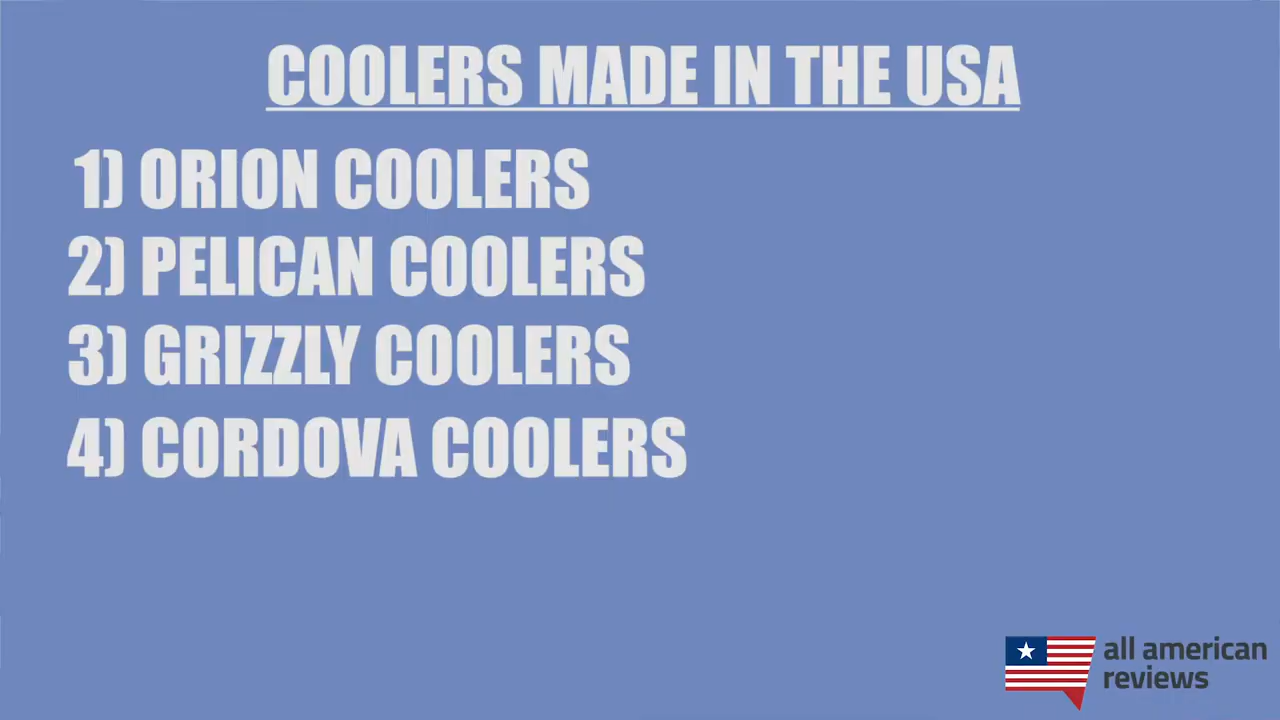 COOLERS MADE IN THE USA
1) ORION COOLERS
2) PELICAN COOLERS
3) GRIZZLY COOLERS
4) CORDOVA COOLERS
all american
reviews